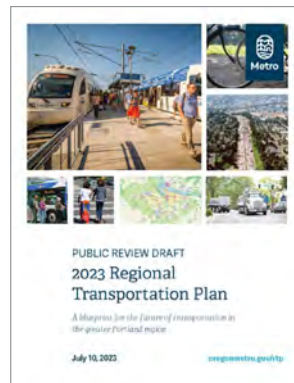 Metro
PUBLIC REVIEW DRAFT
2023 Regional
Transportation Plan
A blueprint for the future of transportation in
the greater Portland region
July 10, 2023
oregonmetro.gov/rtp